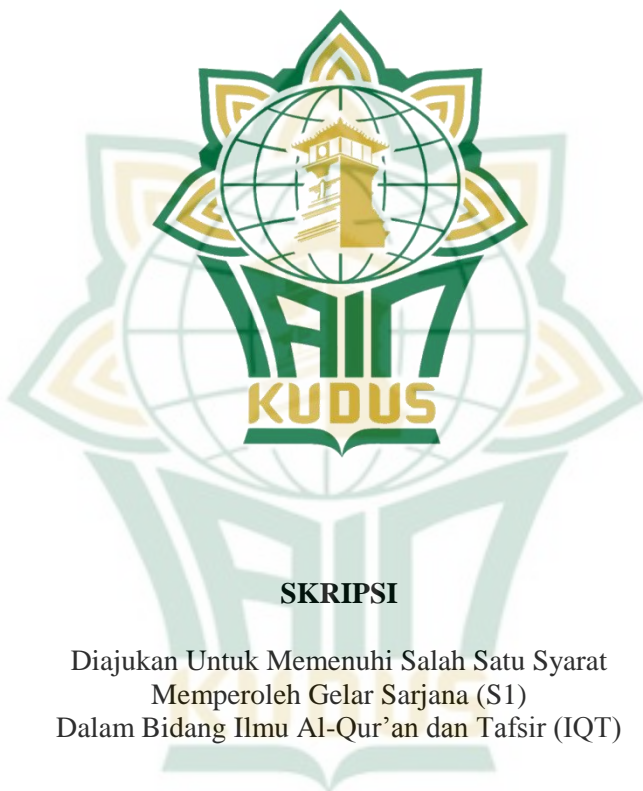 IAIN
KUDUS
SKRIPSI
Diajukan Untuk Memenuhi Salah Satu Syarat
Memperoleh Gelar Sarjana (S1)
Dalam Bidang Ilmu Al-Qur’an dan Tafsir (IQT)